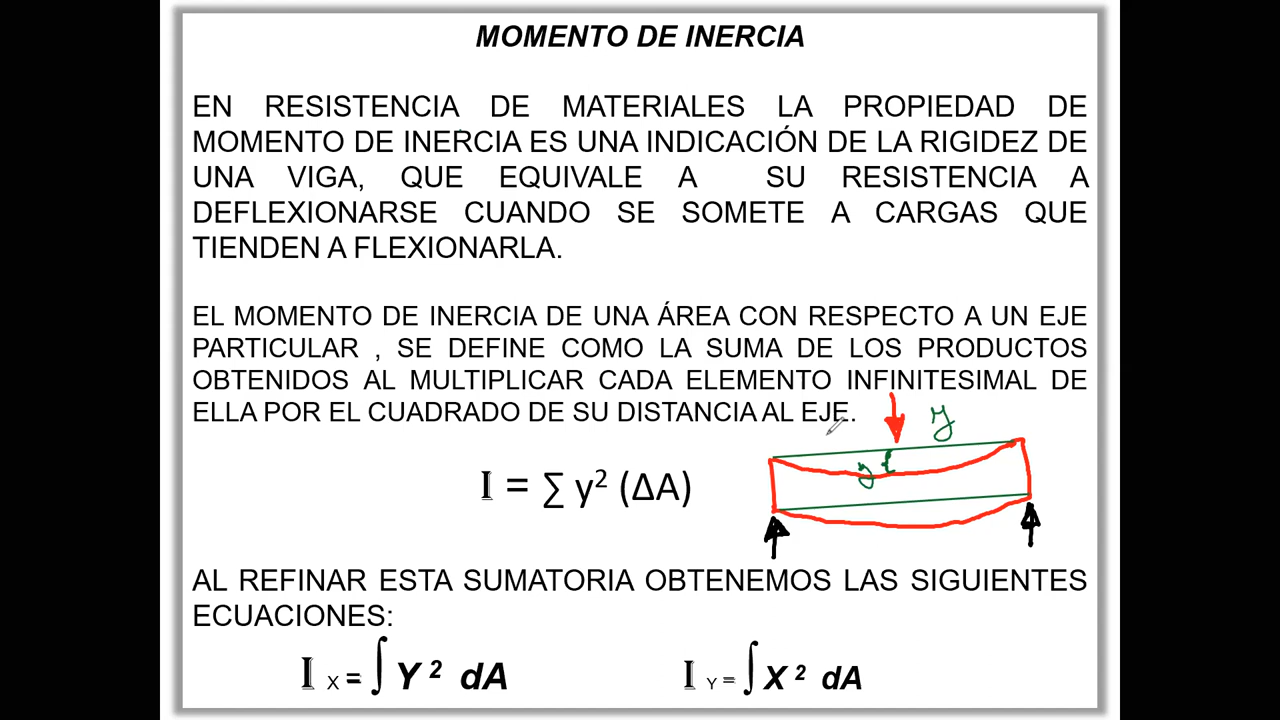 MOMENTO DE INERCIA
EN RESISTENCIA DE MATERIALES LA PROPIEDAD DE
MOMENTO DE INERCIA ES UNA INDICACIÓN DE LA RIGIDEZ DE
UNA VIGA, QUE EQUIVALE A SU RESISTENCIA A
DEFLEXIONARSE CUANDO SE SOMETE A CARGAS QUE
TIENDEN A FLEXIONARLA.
EL MOMENTO DE INERCIA DE UNA ÁREA CON RESPECTO A UN EJE
PARTICULAR , SE DEFINE COMO LA SUMA DE LOS PRODUCTOS
OBTENIDOS AL MULTIPLICAR CADA ELEMENTO INFINITESIMAL DE
ELLA POR EL CUADRADO DE SU DISTANCIA AL EJE.
y
y
I = ∑ y² (ΔA)
AL REFINAR ESTA SUMATORIA OBTENEMOS LAS SIGUIENTES
ECUACIONES:
I X = ∫ Y ² dA
I Y = ∫ X ² dA